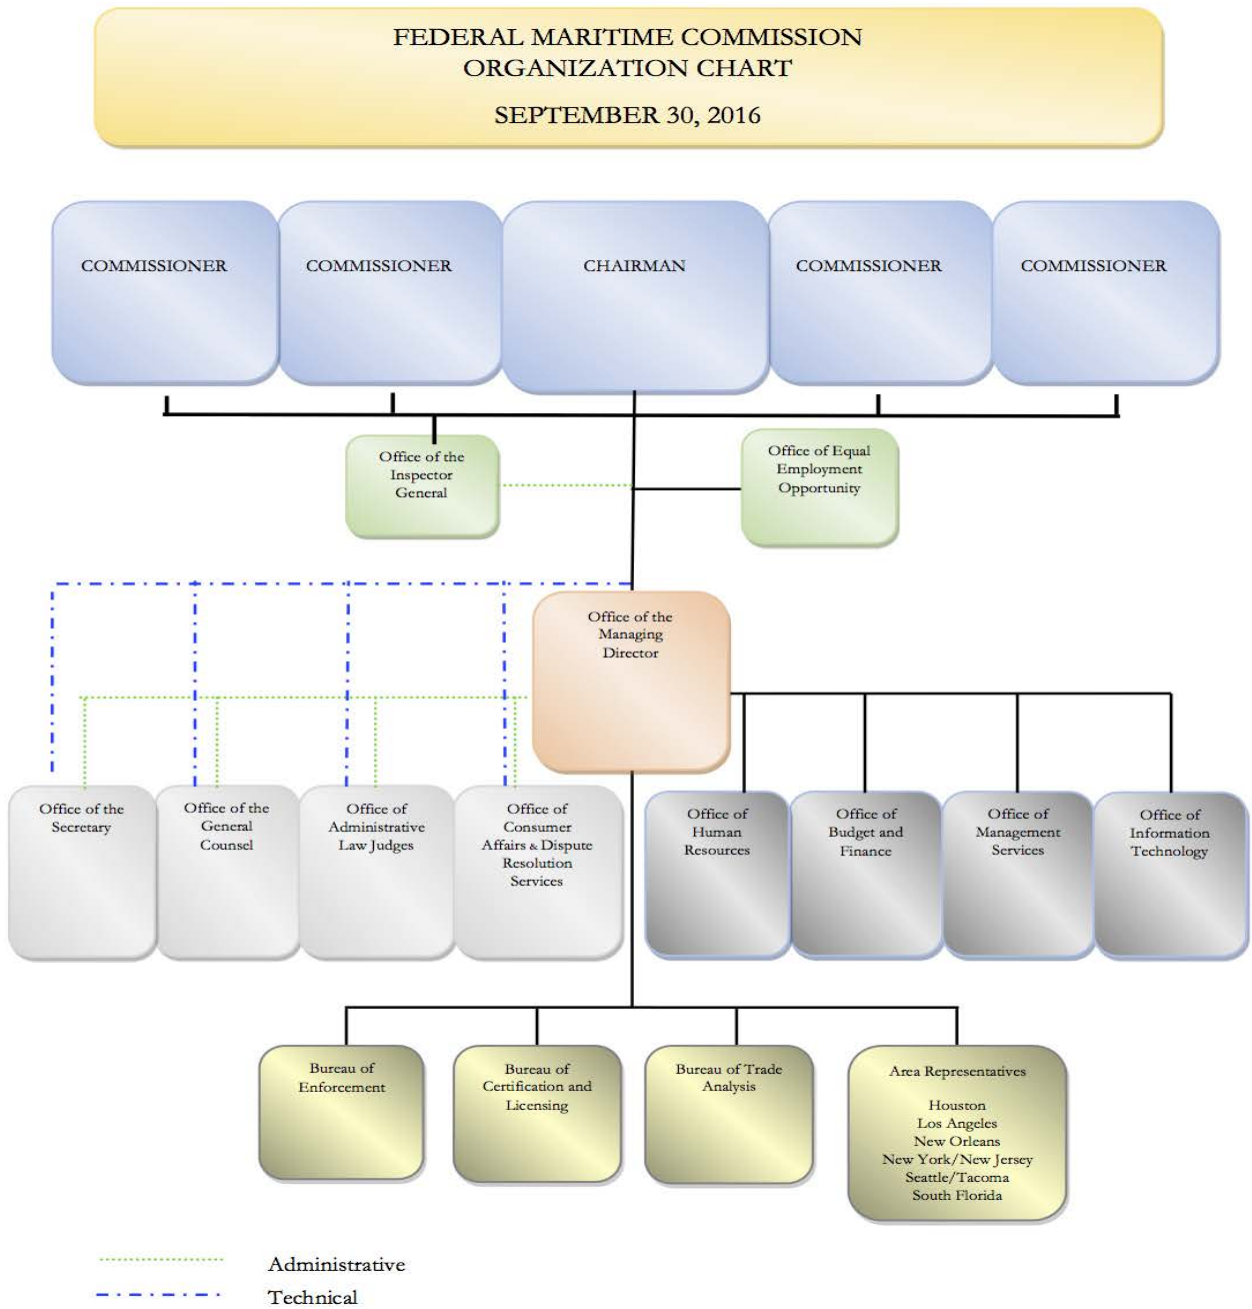 FEDERAL MARITIME COMMISSION
ORGANIZATION CHART
SEPTEMBER 30, 2016
COMMISSIONER
COMMISSIONER
CHAIRMAN
COMMISSIONER
COMMISSIONER
Office of the
Inspector
General
Office of Equal
Employment
Opportunity
Office of the
Managing
Director
Office of the
Secretary
Office of the
General
Counsel
Office of
Administrative
Law Judges
Office of
Consumer
Affairs & Dispute
Resolution
Services
Office of
Human
Resources
Office of
Budget and
Finance
Office of
Management
Services
Office of
Information
Technology
Bureau of
Enforcement
Bureau of
Certification and
Licensing
Bureau of Trade
Analysis
Area Representatives
Houston
Los Angeles
New Orleans
New York/New Jersey
Seattle/Tacoma
South Florida
Administrative
Technical